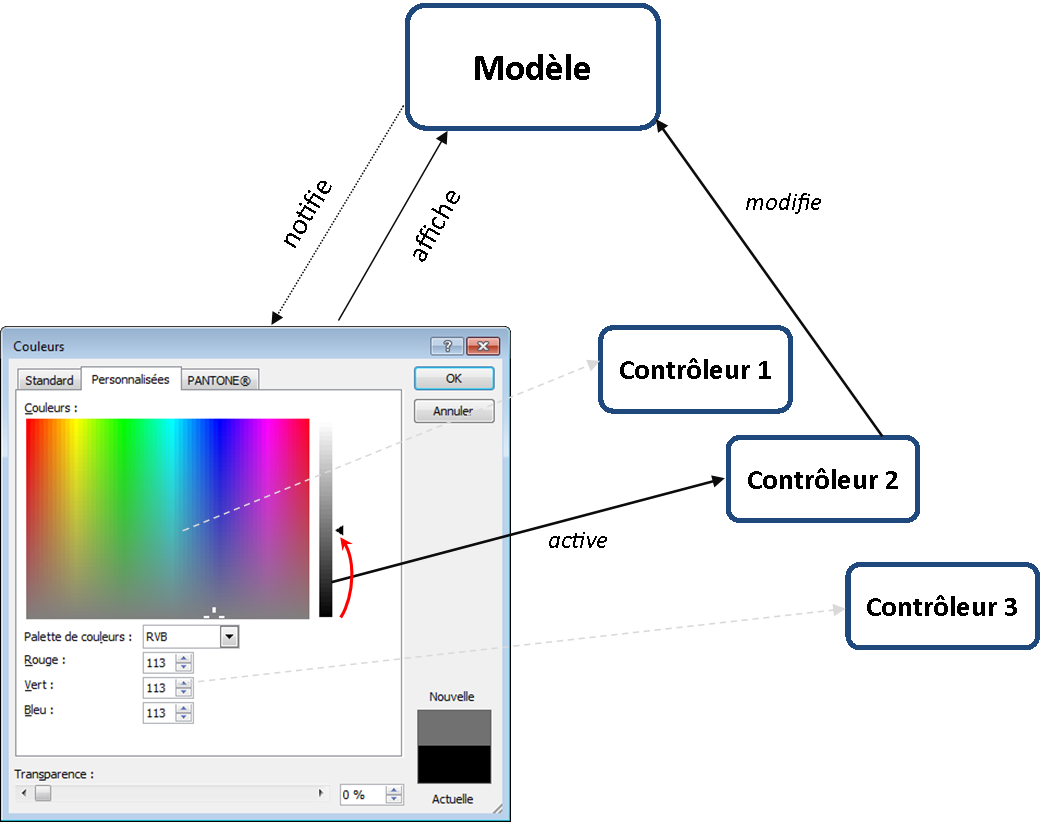 Modèle
notifie
affiche
modifie
Couleurs
?
Standard
Personnalisées
PANTONE®
OK
Annuler
Couleurs :
Contrôleur 1
Contrôleur 2
active
Contrôleur 3
Palette de couleurs : RVB
Rouge : 113
Vert : 113
Bleu : 113
Nouvelle
Actuelle
Transparence :
0 %